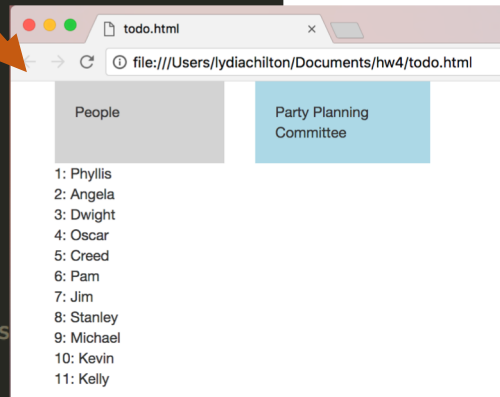 todo.html
file:///Users/lydiachilton/Documents/hw4/todo.html
People
Party Planning
Committee
1: Phyllis
2: Angela
3: Dwight
4: Oscar
5: Creed
6: Pam
7: Jim
8: Stanley
9: Michael
10: Kevin
11: Kelly